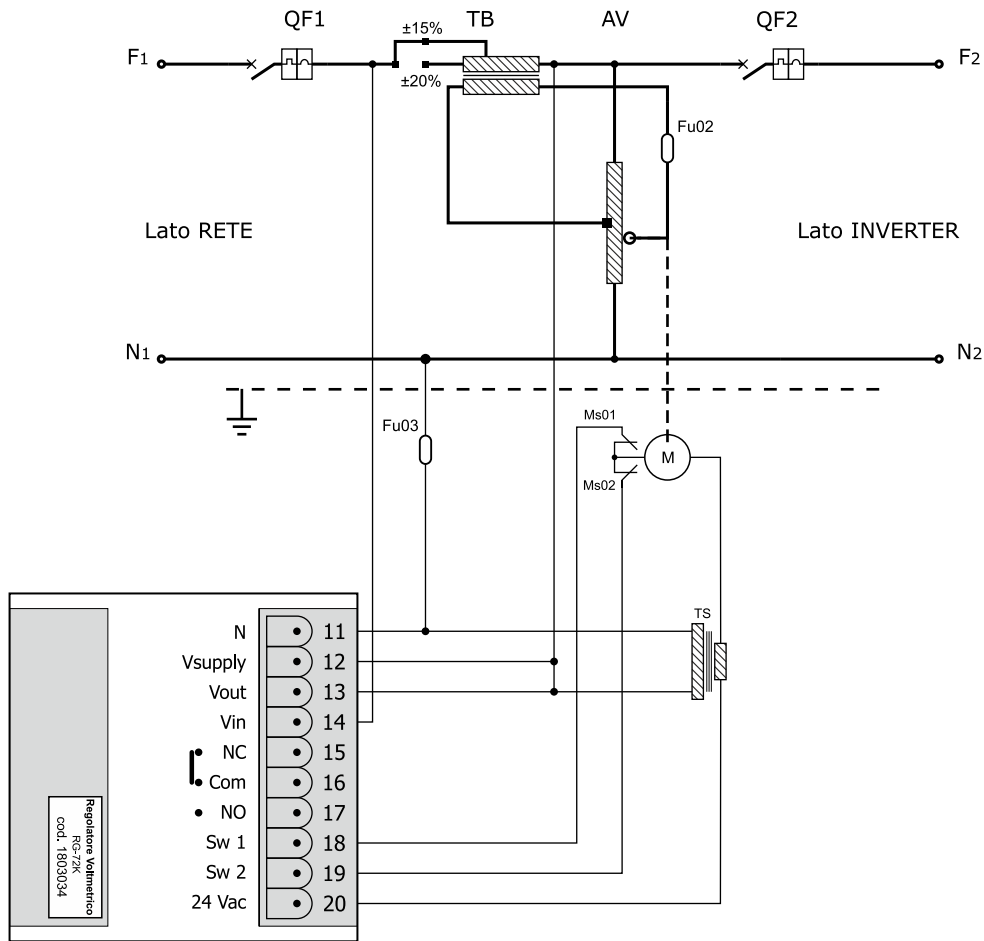 QF1 TB AV QF2
±15%
F1 F2
±20%
Fu02
Lato RETE Lato INVERTER
N1 N2
Ms01
Fu03
M
Ms02
TS
N 11
Vsupply 12
Vout 13
Vin 14
NC 15
Com 16
NO 17
Sw 1 18
Sw 2 19
24 Vac 20
Regolatore Voltmetrico
RG-72K
cod. 1803034